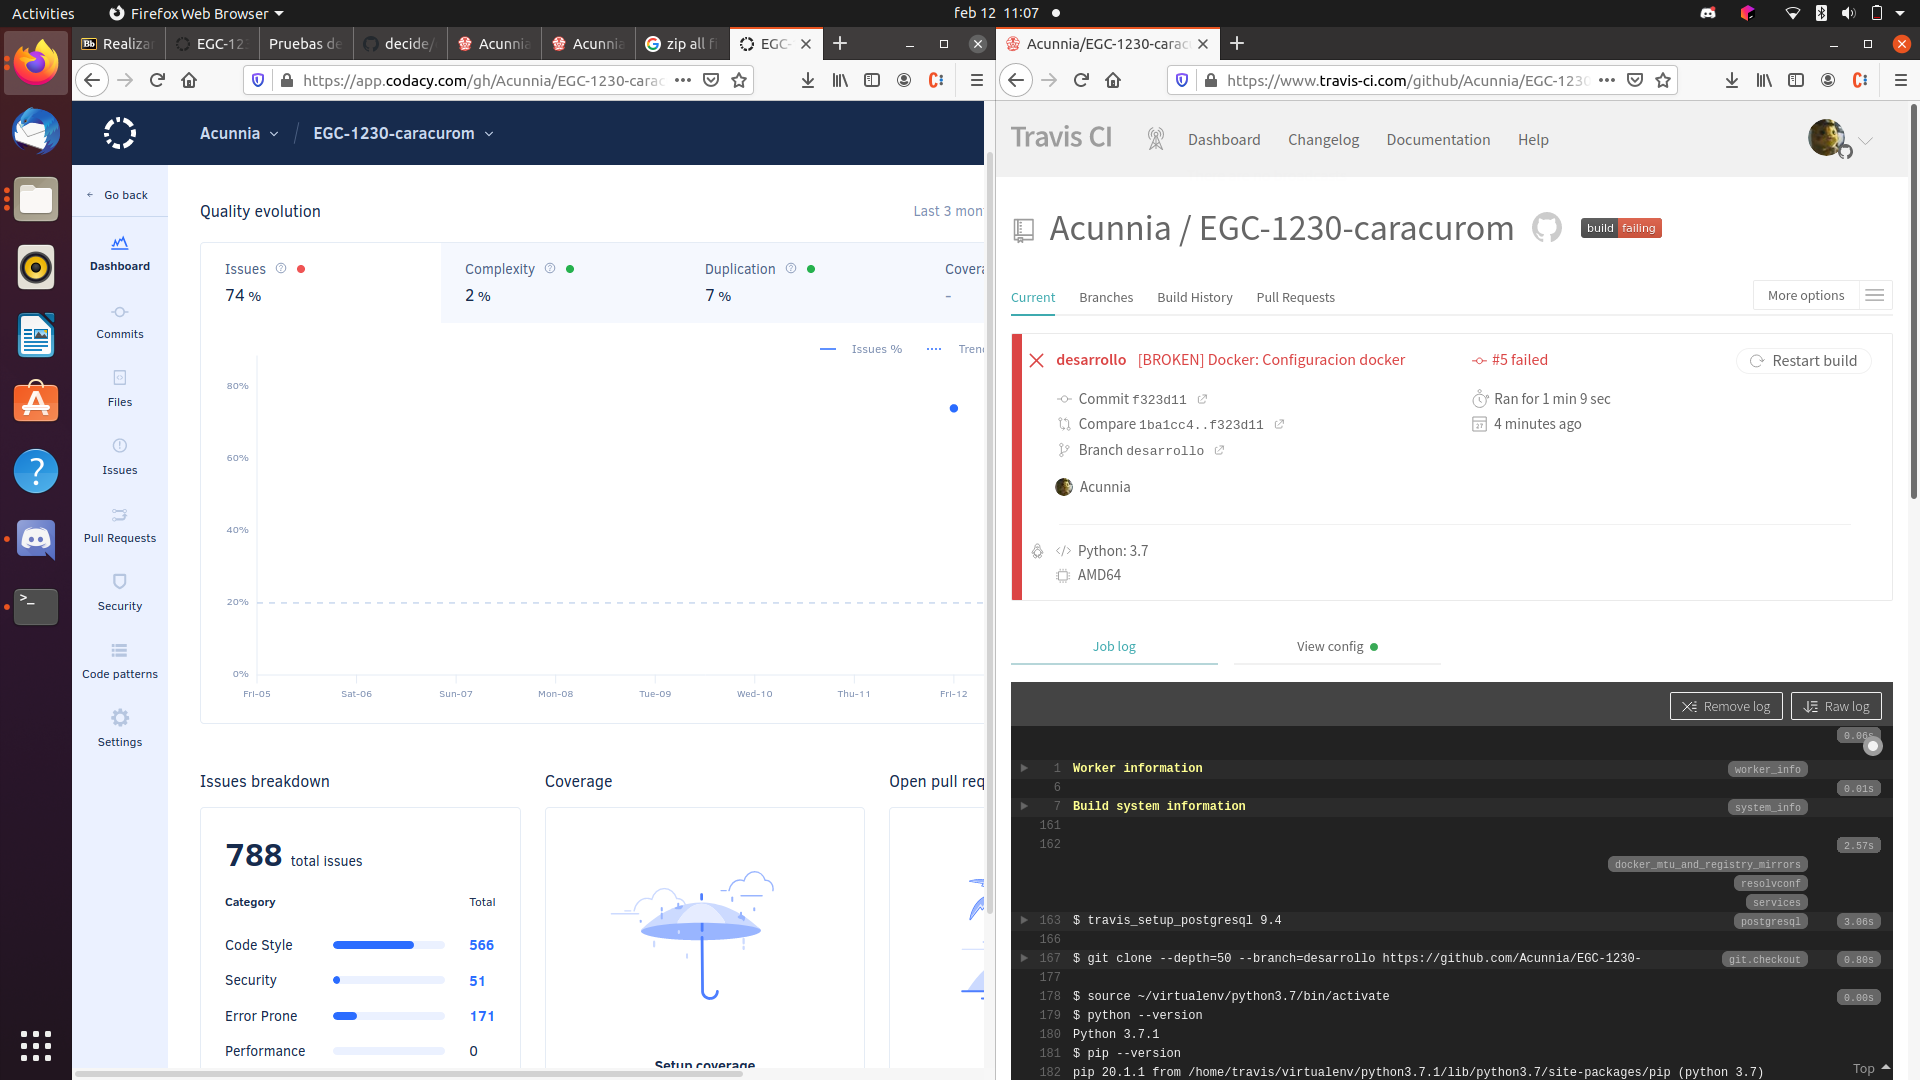 Activities
Firefox Web Browser
feb 12 11:07
Bb Realiza
EGC-12
Pruebas de
decide/
Acunnia
Acunnia
zip all fi
EGC-
https://app.codacy.com/gh/Acunnia/EGC-1230-carac
Acunnia
/
EGC-1230-caracurom
Go back
Dashboard
Commits
Files
Issues
Pull Requests
Security
Code patterns
Settings
Quality evolution
Last 3 mon
Issues
74 %
Complexity
2 %
Duplication
7 %
Covera
-
Issues %
Tren
80%
60%
40%
20%
0%
Fri-05
Sat-06
Sun-07
Mon-08
Tue-09
Wed-10
Thu-11
Fri-12
Issues breakdown
788 total issues
Category
Total
Code Style
566
Security
51
Error Prone
171
Performance
0
Coverage
Setup coverage
Open pull req
Acunnia/EGC-1230-carac
https://www.travis-ci.com/github/Acunnia/EGC-1230
Travis CI
Dashboard
Changelog
Documentation
Help
Acunnia / EGC-1230-caracurom
build failing
Current
Branches
Build History
Pull Requests
More options
desarrollo [BROKEN] Docker: Configuracion docker
#5 failed
Restart build
Commit f323d11
Ran for 1 min 9 sec
Compare 1ba1cc4..f323d11
4 minutes ago
Branch desarrollo
Acunnia
Python: 3.7
AMD64
Job log
View config
Remove log
Raw log
0.06s
1 Worker information worker_info
6 0.01s
7 Build system information system_info
161
162 2.57s
docker_mtu_and_registry_mirrors
resolvconf
services
163 $ travis_setup_postgresql 9.4 postgresql 3.06s
166
167 $ git clone --depth=50 --branch=desarrollo https://github.com/Acunnia/EGC-1230- git.checkout 0.80s
177
178 $ source ~/virtualenv/python3.7/bin/activate 0.00s
179 $ python --version
180 Python 3.7.1
181 $ pip --version
182 pip 20.1.1 from /home/travis/virtualenv/python3.7.1/lib/python3.7/site-packages/pip (python 3.7)
Top